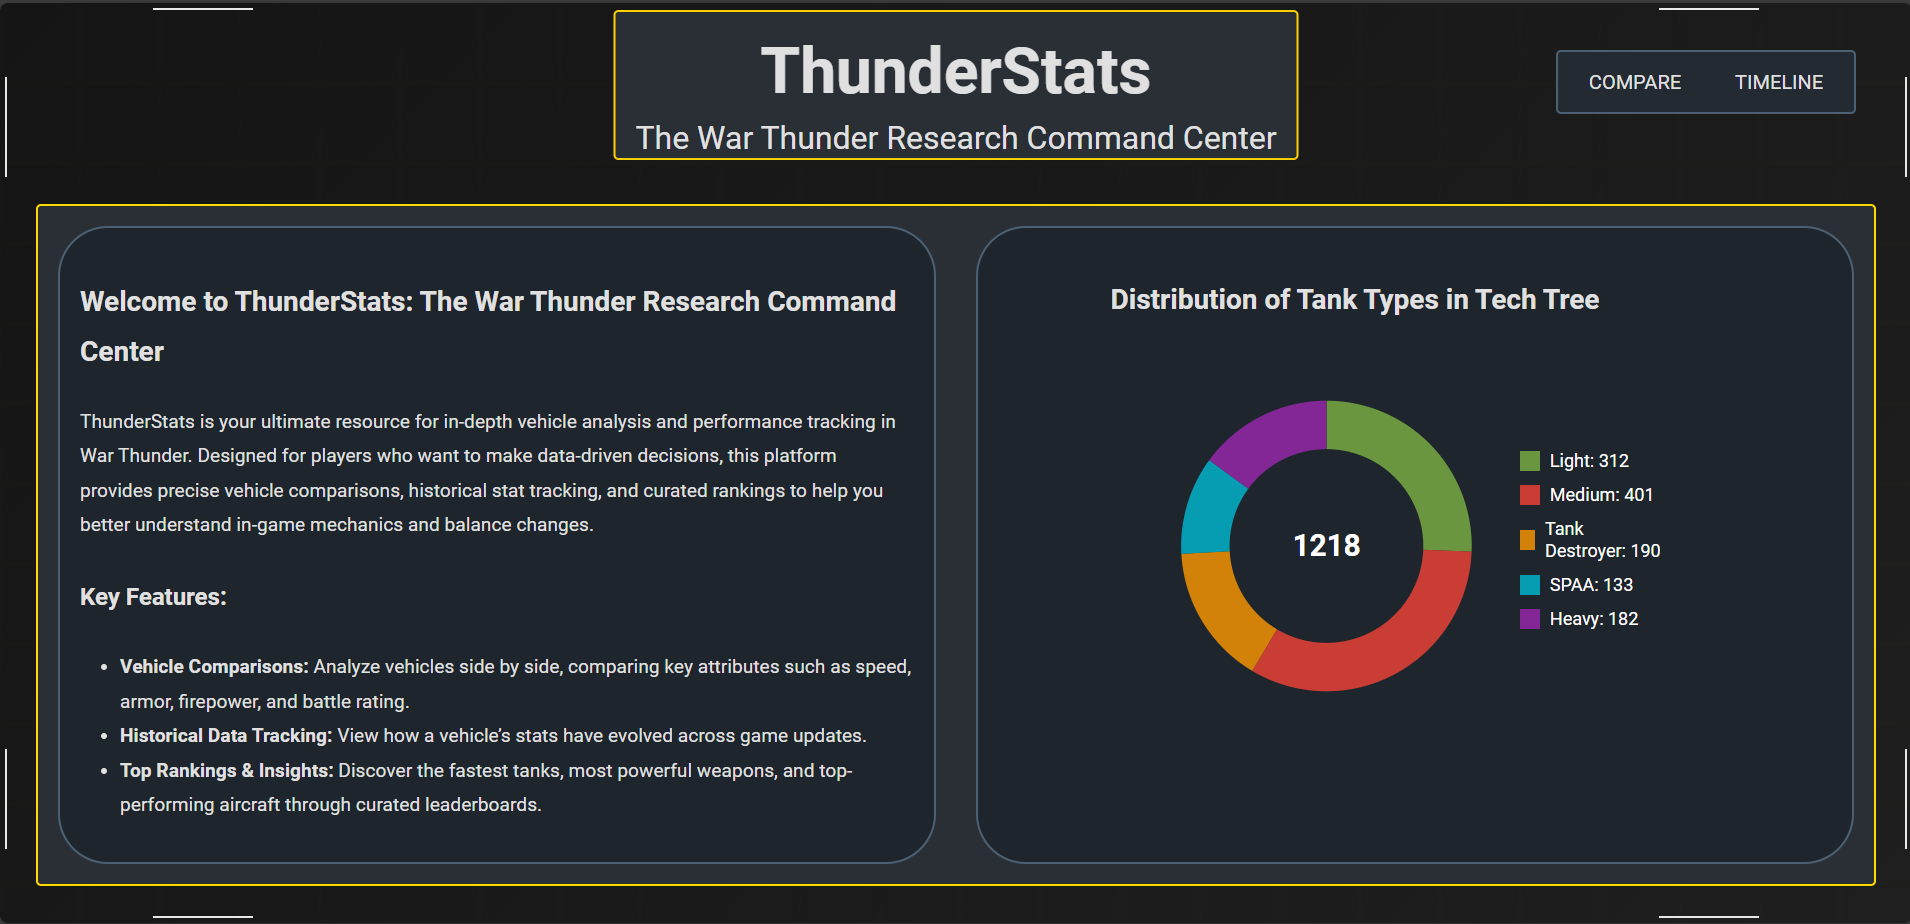 ThunderStats
The War Thunder Research Command Center
COMPARE
TIMELINE
Welcome to ThunderStats: The War Thunder Research Command
Center
ThunderStats is your ultimate resource for in-depth vehicle analysis and performance tracking in
War Thunder. Designed for players who want to make data-driven decisions, this platform
provides precise vehicle comparisons, historical stat tracking, and curated rankings to help you
better understand in-game mechanics and balance changes.
Key Features:
• Vehicle Comparisons: Analyze vehicles side by side, comparing key attributes such as speed,
armor, firepower, and battle rating.
• Historical Data Tracking: View how a vehicle’s stats have evolved across game updates.
• Top Rankings & Insights: Discover the fastest tanks, most powerful weapons, and top-
performing aircraft through curated leaderboards.
Distribution of Tank Types in Tech Tree
1218
Light: 312
Medium: 401
Tank
Destroyer: 190
SPAA: 133
Heavy: 182